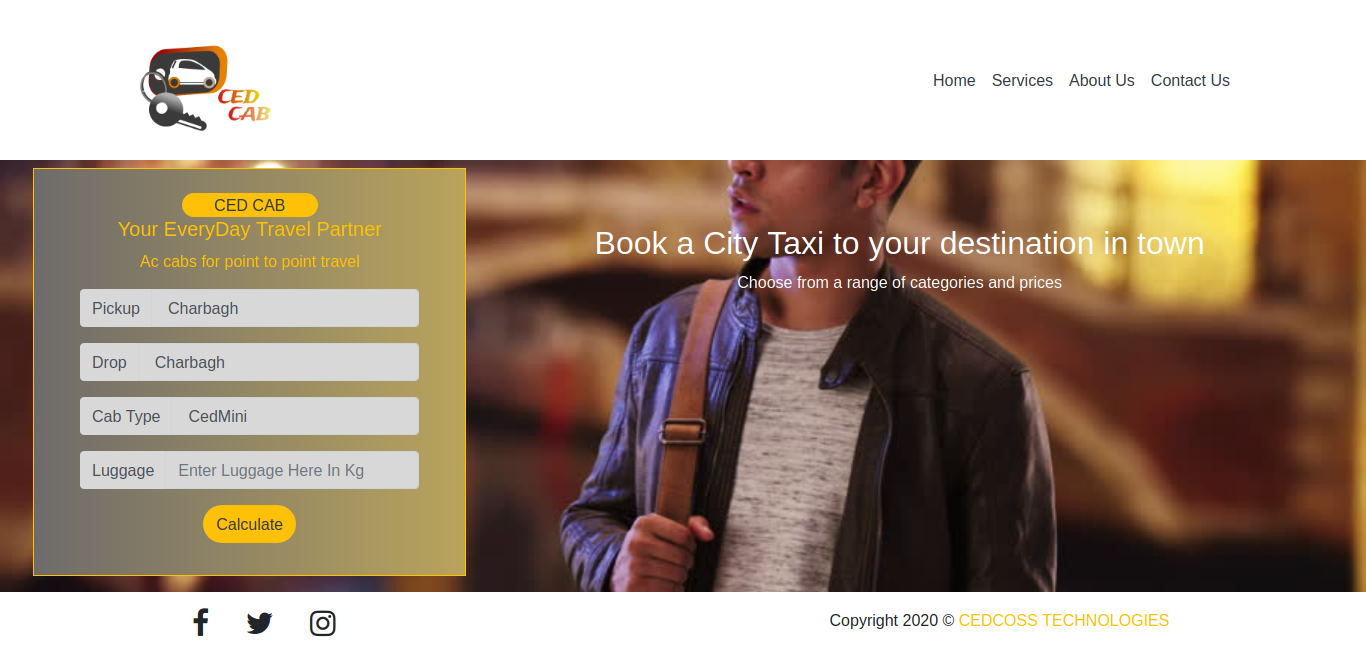 CED
CAB
Home Services About Us Contact Us
CED CAB
Your EveryDay Travel Partner
Ac cabs for point to point travel
Pickup Charbagh
Drop Charbagh
Cab Type CedMini
Luggage Enter Luggage Here In Kg
Calculate
Book a City Taxi to your destination in town
Choose from a range of categories and prices
Copyright 2020 © CEDCOSS TECHNOLOGIES